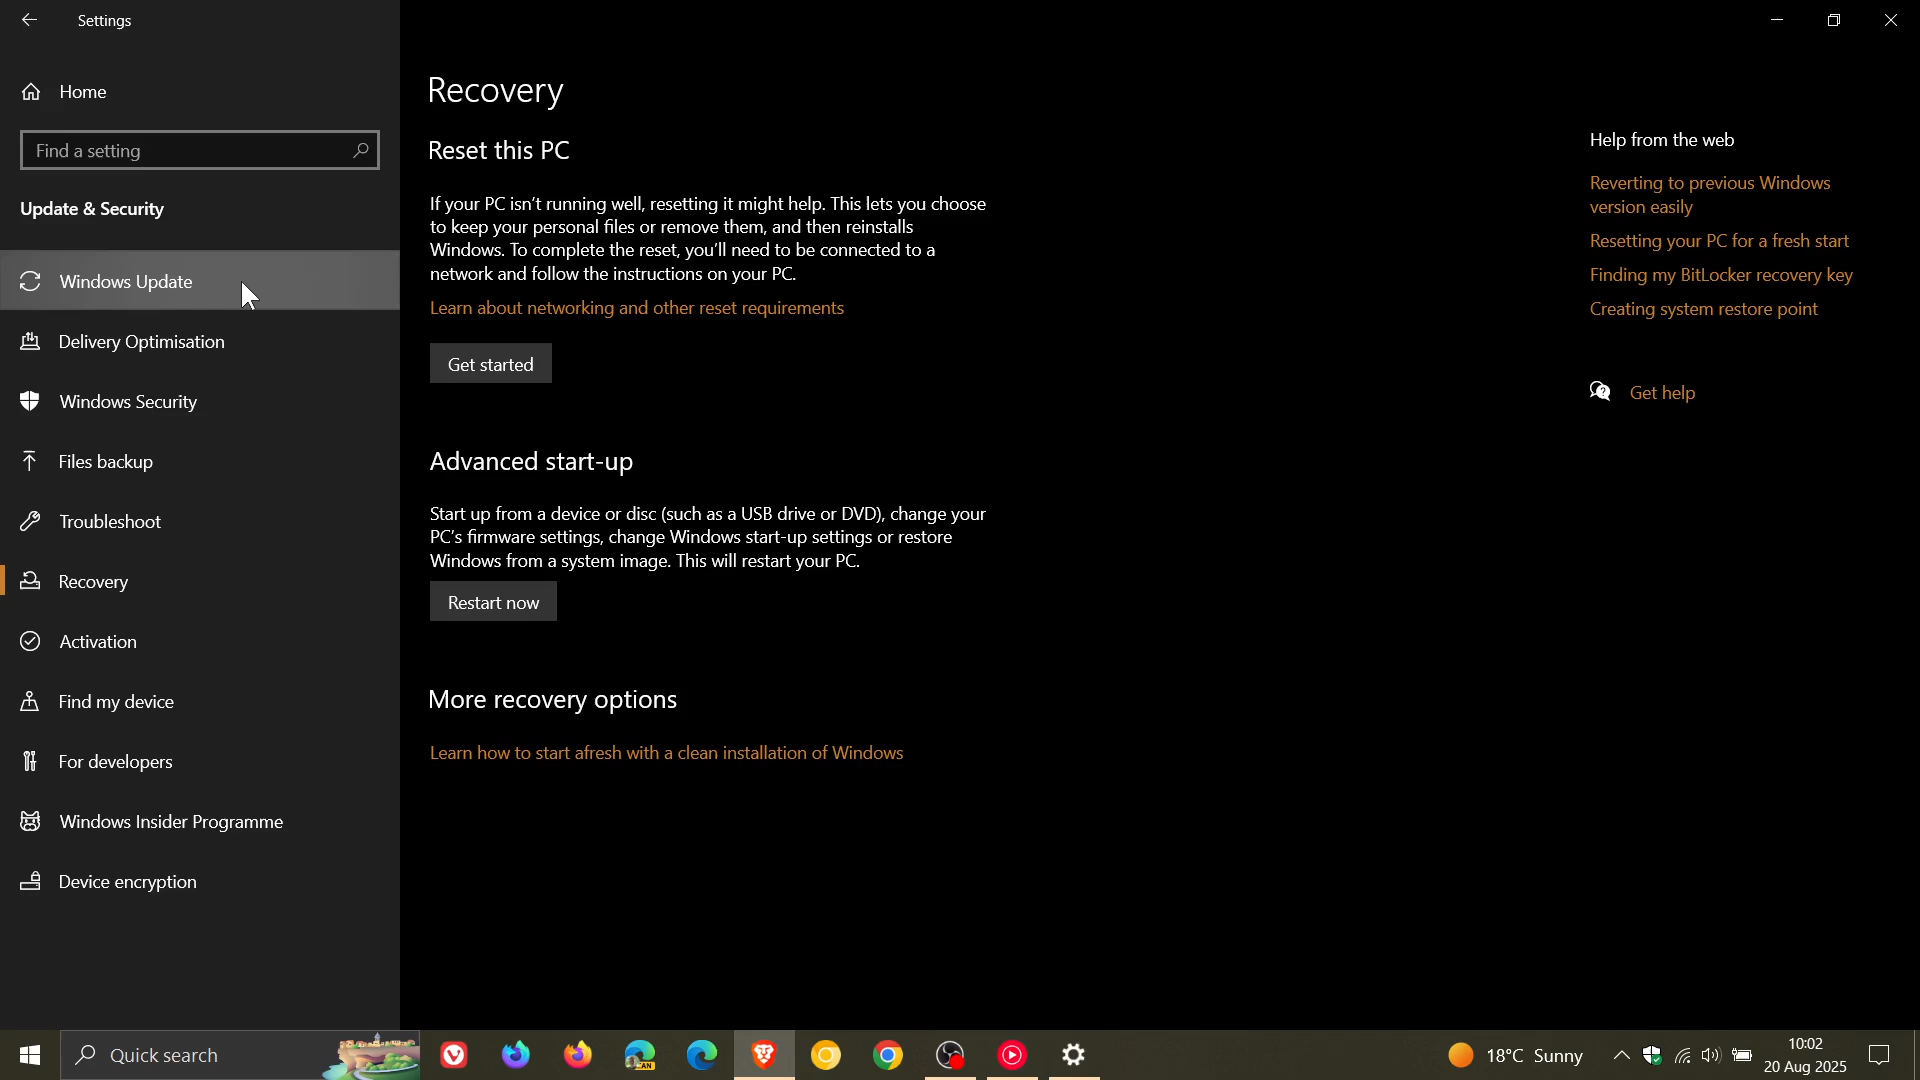 Settings
Home
Find a setting
Update & Security
Windows Update
Delivery Optimisation
Windows Security
Files backup
Troubleshoot
Recovery
Activation
Find my device
For developers
Windows Insider Programme
Device encryption
Recovery
Reset this PC
If your PC isn't running well, resetting it might help. This lets you choose
to keep your personal files or remove them, and then reinstalls
Windows. To complete the reset, you'll need to be connected to a
network and follow the instructions on your PC.
Learn about networking and other reset requirements
Get started
Advanced start-up
Start up from a device or disc (such as a USB drive or DVD), change your
PC's firmware settings, change Windows start-up settings or restore
Windows from a system image. This will restart your PC.
Restart now
More recovery options
Learn how to start afresh with a clean installation of Windows
Help from the web
Reverting to previous Windows
version easily
Resetting your PC for a fresh start
Finding my BitLocker recovery key
Creating system restore point
Get help
Quick search
18°C Sunny
10:02
20 Aug 2025